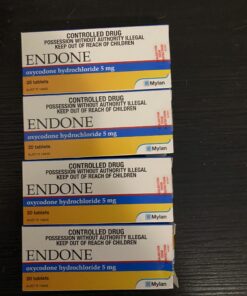 CONTROLLED DRUG
POSSESSION WITHOUT AUTHORITY ILLEGAL
KEEP OUT OF REACH OF CHILDREN
ENDONE
oxycodone hydrochloride 5 mg
20 tablets
Mylan
CONTROLLED DRUG
POSSESSION WITHOUT AUTHORITY ILLEGAL
KEEP OUT OF REACH OF CHILDREN
ENDONE
oxycodone hydrochloride 5 mg
20 tablets
Mylan
CONTROLLED DRUG
POSSESSION WITHOUT AUTHORITY ILLEGAL
KEEP OUT OF REACH OF CHILDREN
ENDONE
oxycodone hydrochloride 5 mg
20 tablets
Mylan
CONTROLLED DRUG
POSSESSION WITHOUT AUTHORITY ILLEGAL
KEEP OUT OF REACH OF CHILDREN
ENDONE
oxycodone hydrochloride 5 mg
20 tablets
Mylan